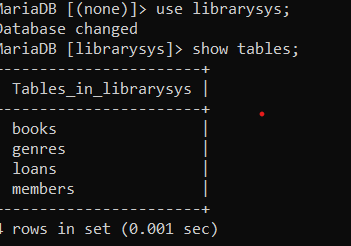 MariaDB [(none)]> use librarysys;
Database changed
MariaDB [librarysys]> show tables;
----------------------+
Tables_in_librarysys |
----------------------+
books |
genres |
loans |
members |
----------------------+
4 rows in set (0.001 sec)